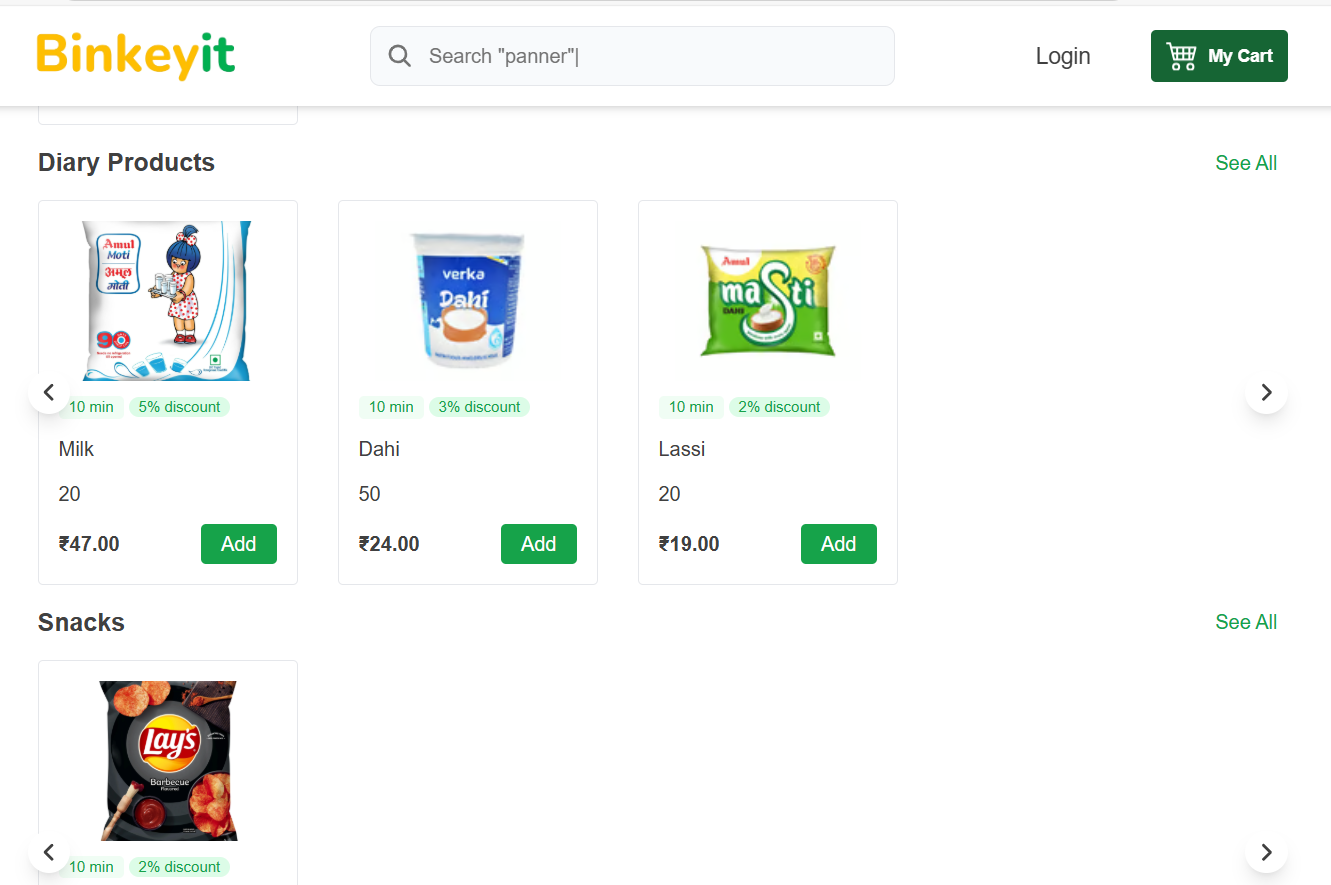 Binkeyit
Search "panner"|
Login
My Cart
Diary Products
See All
Amul
Moti
अमूल
मोती
90
verka
Dahi
Amul
masti
DAHI
10 min
5% discount
10 min
3% discount
10 min
2% discount
Milk
Dahi
Lassi
20
50
20
₹47.00
Add
₹24.00
Add
₹19.00
Add
Snacks
See All
Lay's
Barbecue
Flavored
10 min
2% discount